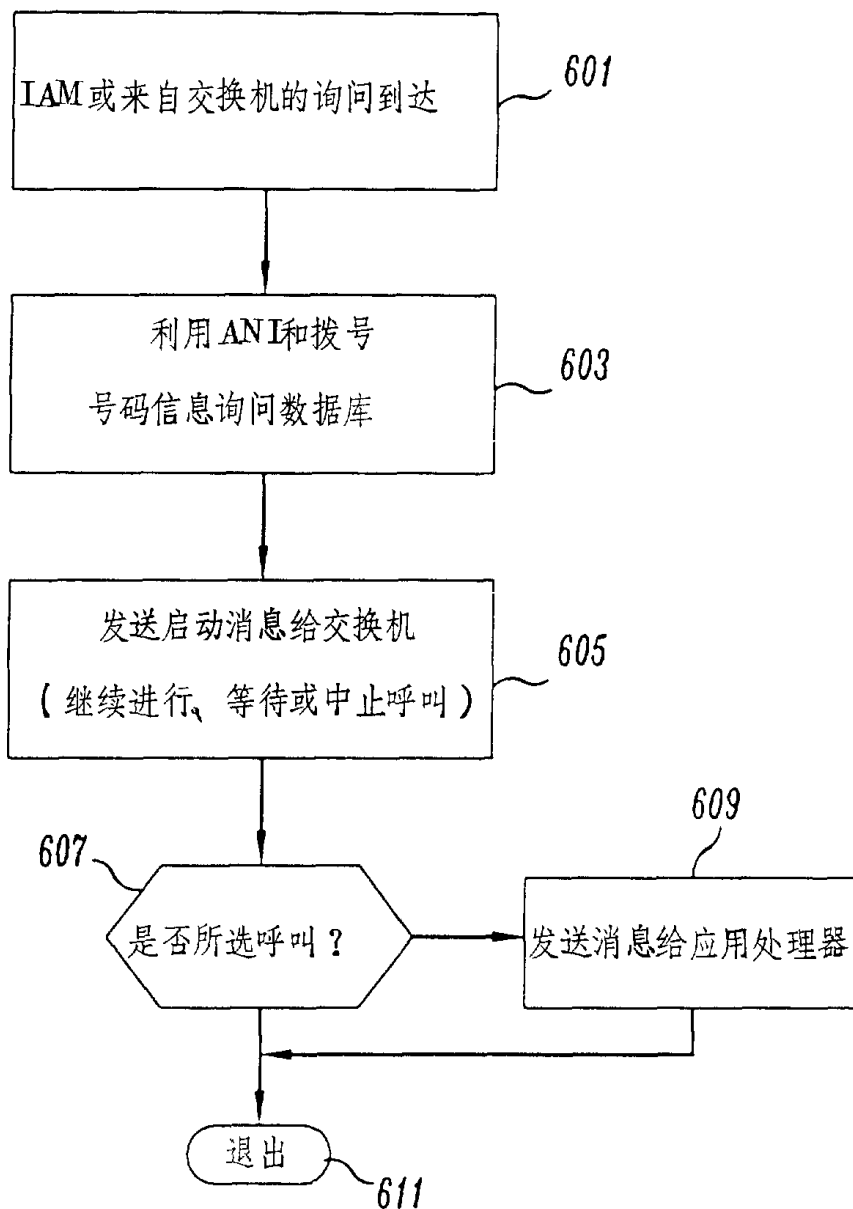 IAM或来自交换机的询问到达
601
利用ANI和拨号
号码信息询问数据库
603
发送启动消息给交换机
(继续进行、等待或中止呼叫)
605
607
是否所选呼叫?
609
发送消息给应用处理器
退出
611